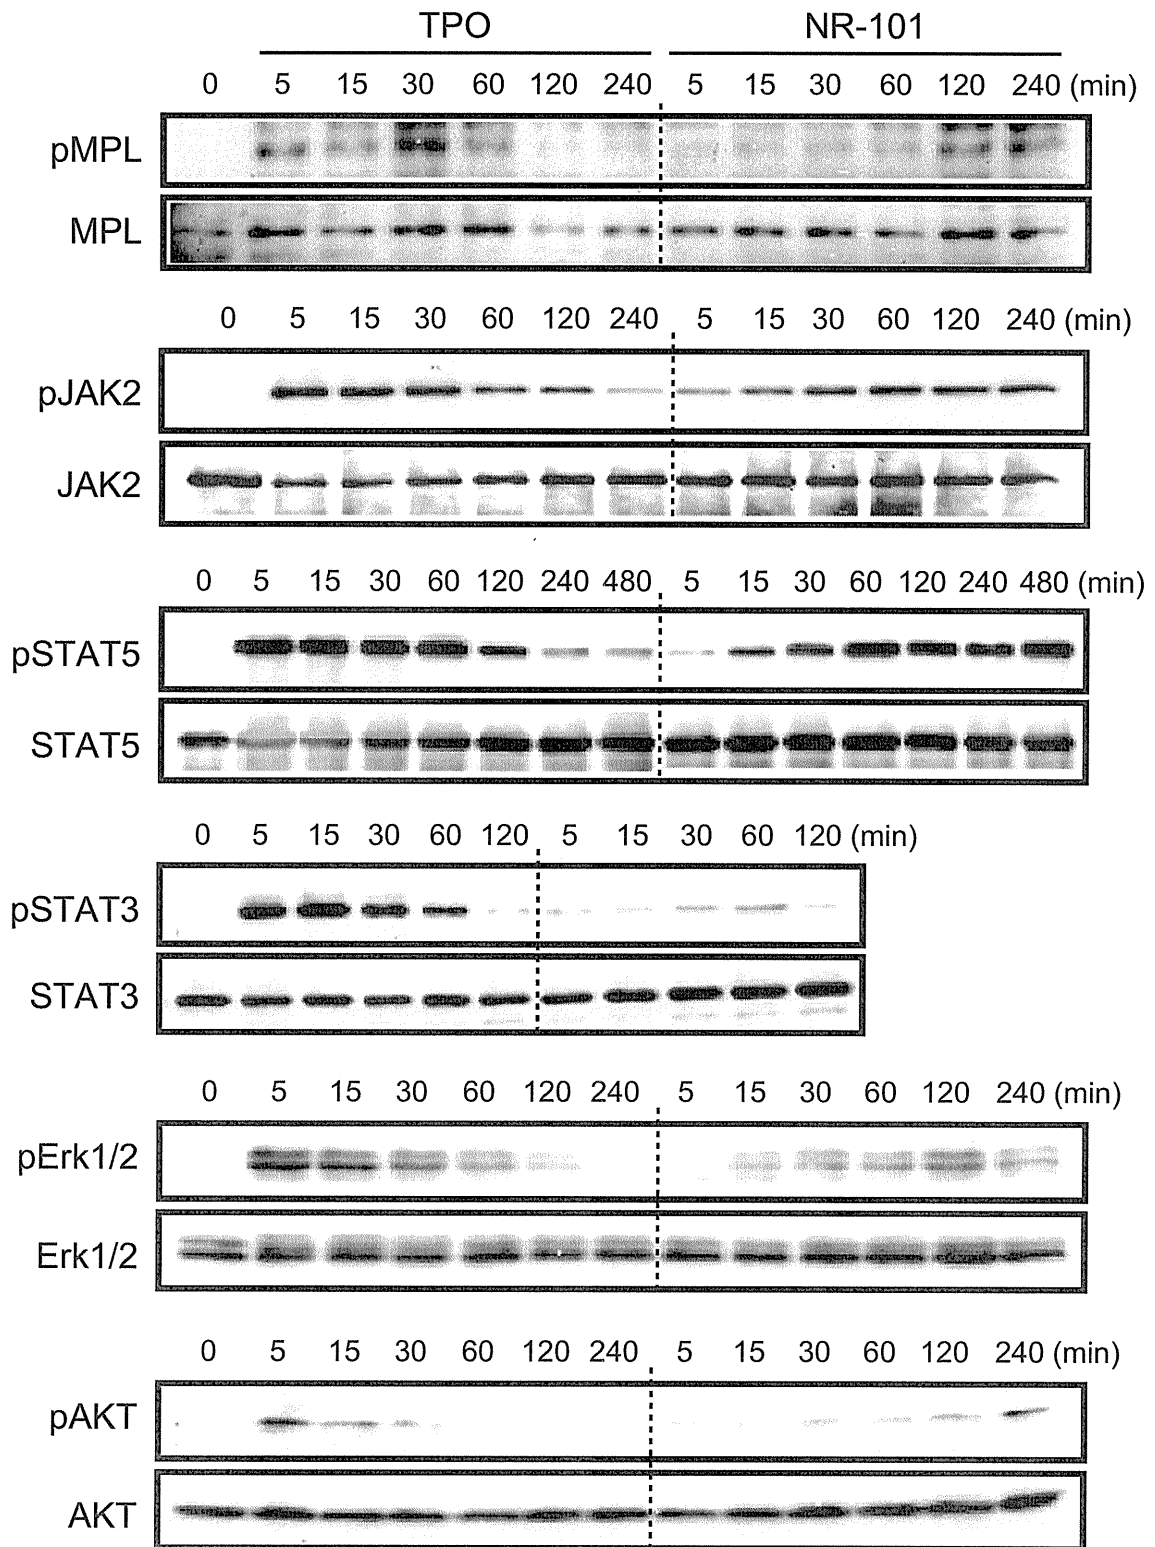 TPO NR-101
0 5 15 30 60 120 240 5 15 30 60 120 240 (min)
pMPL
MPL
0 5 15 30 60 120 240 5 15 30 60 120 240 (min)
pJAK2
JAK2
0 5 15 30 60 120 240 480 5 15 30 60 120 240 480 (min)
pSTAT5
STAT5
0 5 15 30 60 120 5 15 30 60 120 (min)
pSTAT3
STAT3
0 5 15 30 60 120 240 5 15 30 60 120 240 (min)
pErk1/2
Erk1/2
0 5 15 30 60 120 240 5 15 30 60 120 240 (min)
pAKT
AKT